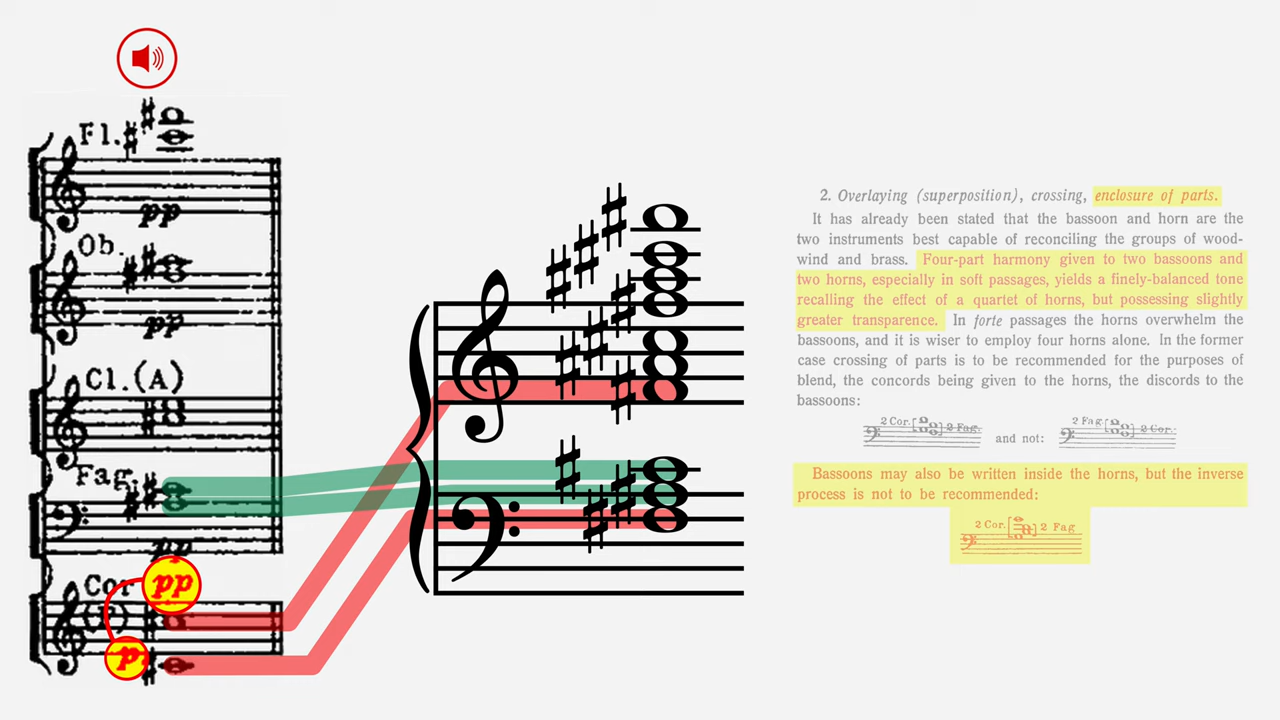 Fl.
pp
Ob.
pp
Cl.(A)
Fag.
pp
Cor
pp
p
2. Overlaying (superposition), crossing, enclosure of parts.
It has already been stated that the bassoon and horn are the
two instruments best capable of reconciling the groups of wood-
wind and brass. Four-part harmony given to two bassoons and
two horns, especially in soft passages, yields a finely-balanced tone
recalling the effect of a quartet of horns, but possessing slightly
greater transparence. In forte passages the horns overwhelm the
bassoons, and it is wiser to employ four horns alone. In the former
case crossing of parts is to be recommended for the purposes of
blend, the concords being given to the horns, the discords to the
bassoons:
2 Cor. 2 Fag. and not: 2 Fag. 2 Cor.
Bassoons may also be written inside the horns, but the inverse
process is not to be recommended:
2 Cor. 2 Fag